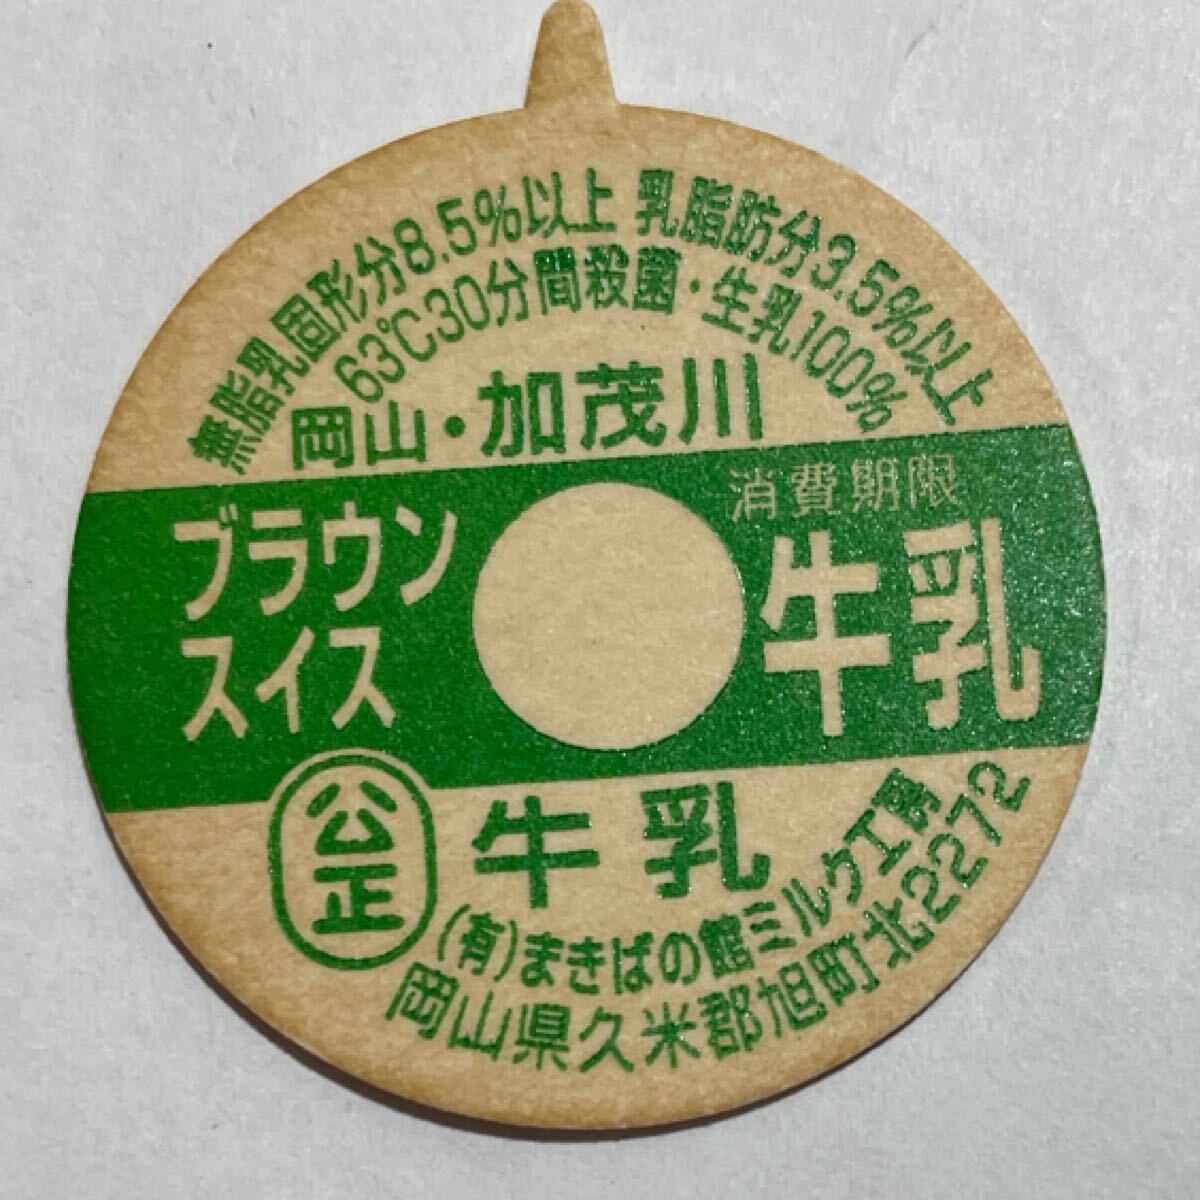 無脂乳固形分8.5%以上 乳脂肪分3.5%以上
63℃30分間殺菌・生乳100%
岡山・加茂川
消費期限
ブラウン
スイス
牛乳
公正
牛乳
(有)まきばの館ミルク工房
岡山県久米郡旭町北2272